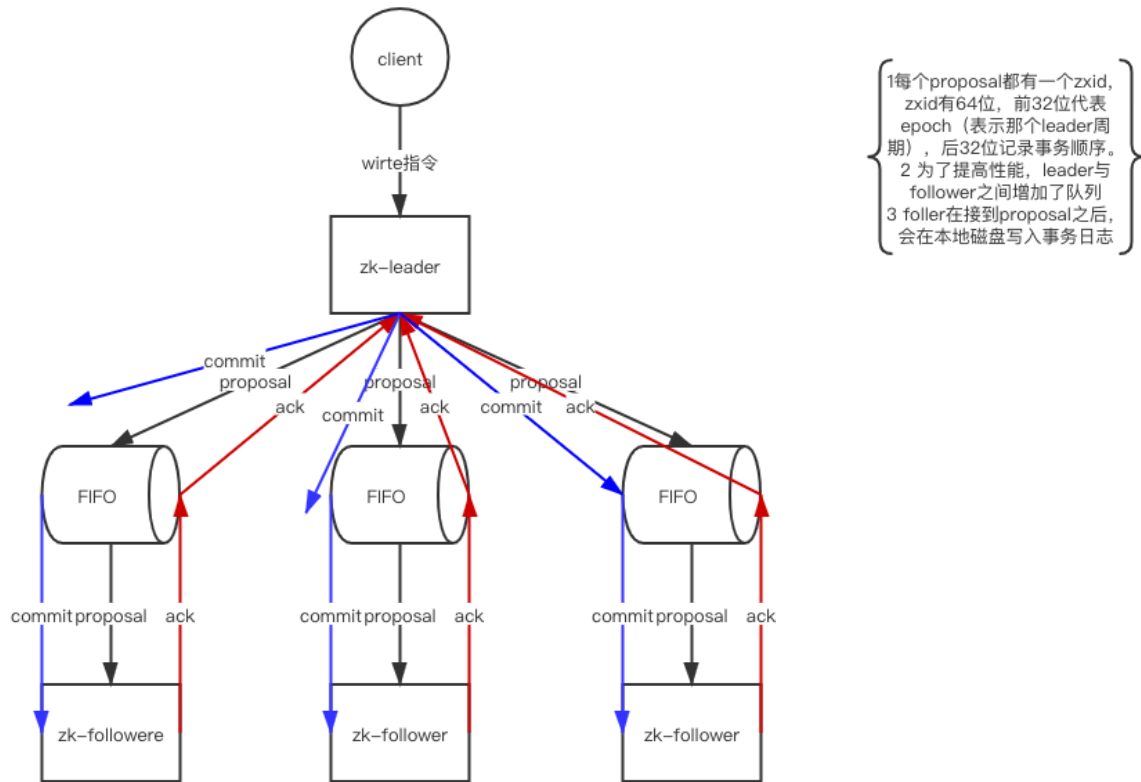 client
1每个proposal都有一个zxid,
zxid有64位，前32位代表
epoch（表示那个leader周
期），后32位记录事务顺序。
2 为了提高性能，leader与
follower之间增加了队列
3 foller在接到proposal之后，
会在本地磁盘写入事务日志
wirte指令
zk-leader
commit
proposal
proposal
proposal
ack
commit
ack
commit
ack
FIFO
FIFO
FIFO
commit
proposal
ack
commit
proposal
ack
commit
proposal
ack
zk-followere
zk-follower
zk-follower